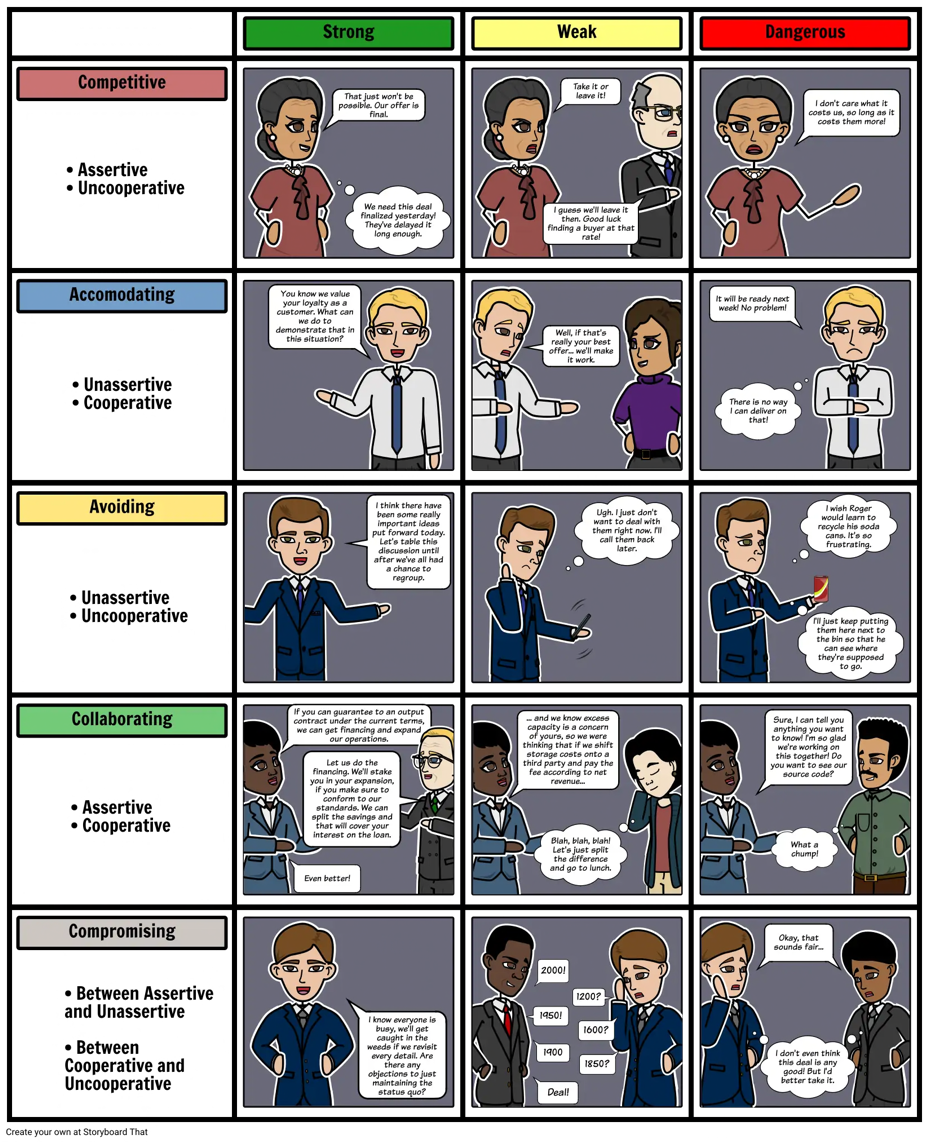 Strong
Weak
Dangerous
Competitive
• Assertive
• Uncooperative
That just won't be
possible. Our offer is
final.
We need this deal
finalized yesterday!
They've delayed it
long enough.
Take it or
leave it!
I guess we'll leave it
then. Good luck
finding a buyer at that
rate!
I don't care what it
costs us, so long as it
costs them more!
Accomodating
• Unassertive
• Cooperative
You know we value
your loyalty as a
customer. What can
we do to
demonstrate that in
this situation?
Well, if that's
really your best
offer... we'll make
it work.
It will be ready next
week! No problem!
There is no way
I can deliver on
that!
Avoiding
• Unassertive
• Uncooperative
I think there have
been some really
important ideas
put forward today.
Let's table this
discussion until
after we've all had
a chance to
regroup.
Ugh. I just don't
want to deal with
them right now. I'll
call them back
later.
I wish Roger
would learn to
recycle his soda
cans. It's so
frustrating.
I'll just keep putting
them here next to
the bin so that he
can see where
they're supposed
to go.
Collaborating
• Assertive
• Cooperative
If you can guarantee to an output
contract under the current terms,
we can get financing and expand
our operations.
Let us do the
financing. We'll stake
you in your expansion,
if you make sure to
conform to our
standards. We can
split the savings and
that will cover your
interest on the loan.
Even better!
... and we know excess
capacity is a concern
of yours, so we were
thinking that if we shift
storage costs onto a
third party and pay the
fee according to net
revenue...
Blah, blah, blah!
Let's just split
the difference
and go to lunch.
Sure, I can tell you
anything you want
to know! I'm so glad
we're working on
this together! Do
you want to see our
source code?
What a
chump!
Compromising
• Between Assertive
and Unassertive
• Between
Cooperative and
Uncooperative
I know everyone is
busy, we'll get
caught in the
weeds if we revisit
every detail. Are
there any
objections to just
maintaining the
status quo?
2000!
1200?
1950!
1600?
1900
1850?
Deal!
Okay, that
sounds fair...
I don't even think
this deal is any
good! But I'd
better take it.
Create your own at Storyboard That